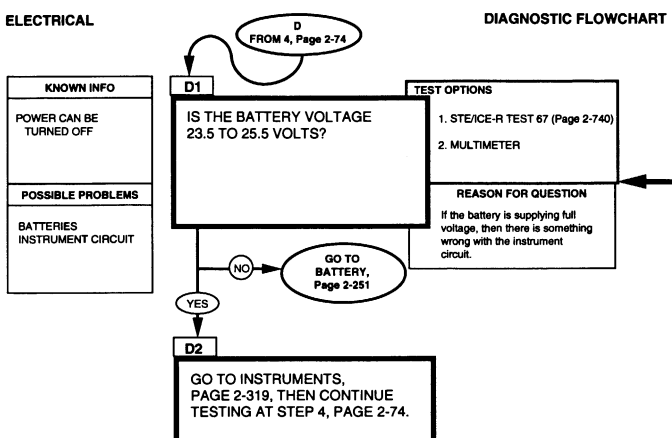 ELECTRICAL
DIAGNOSTIC FLOWCHART
D
FROM 4, Page 2-74
KNOWN INFO
POWER CAN BE
TURNED OFF
POSSIBLE PROBLEMS
BATTERIES
INSTRUMENT CIRCUIT
D1
IS THE BATTERY VOLTAGE
23.5 TO 25.5 VOLTS?
TEST OPTIONS
1. STE/ICE-R TEST 67 (Page 2-740)
2. MULTIMETER
REASON FOR QUESTION
If the battery is supplying full
voltage, then there is something
wrong with the instrument
circuit.
NO
GO TO
BATTERY,
Page 2-251
YES
D2
GO TO INSTRUMENTS,
PAGE 2-319, THEN CONTINUE
TESTING AT STEP 4, PAGE 2-74.